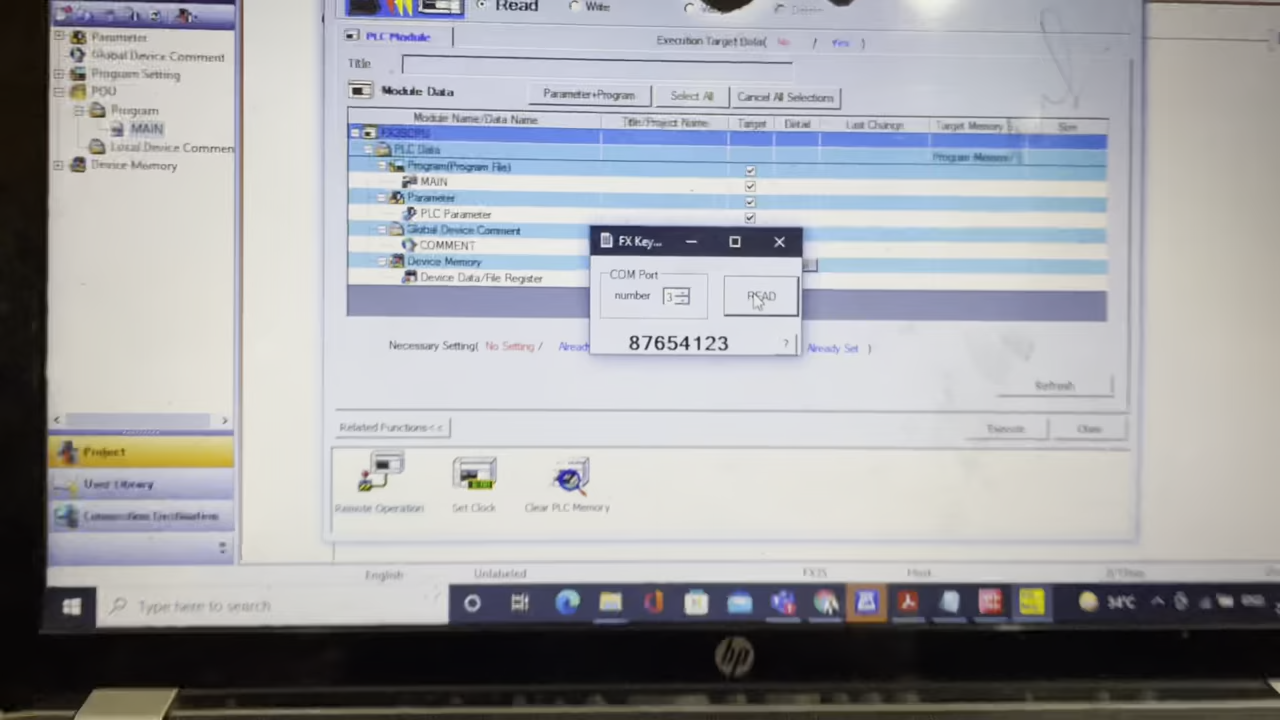 Read
Write
Parameter
Global Device Comment
Program Setting
POU
Program
MAIN
Local Device Commen
Device Memory
PLC Module
Execution Target Data( No / Yes )
Title
Module Data
Parameter+Program
Select All
Cancel All Selections
Module Name/Data Name
Title/Project Name
Target
Detail
Last Change
Target Memory
Size
PLC Data
Program Memory/
Program(Program File)
MAIN
Parameter
PLC Parameter
Global Device Comment
COMMENT
Device Memory
Device Data/File Register
FX Key...
COM Port
number 3
READ
87654123
?
Necessary Setting( No Setting /
Already Set )
Refresh
Related Functions<<
Execute
Close
Remote Operation
Set Clock
Clear PLC Memory
Project
User Library
Connection Destination
English
Unlabeled
Host
Type here to search
34°C
hp